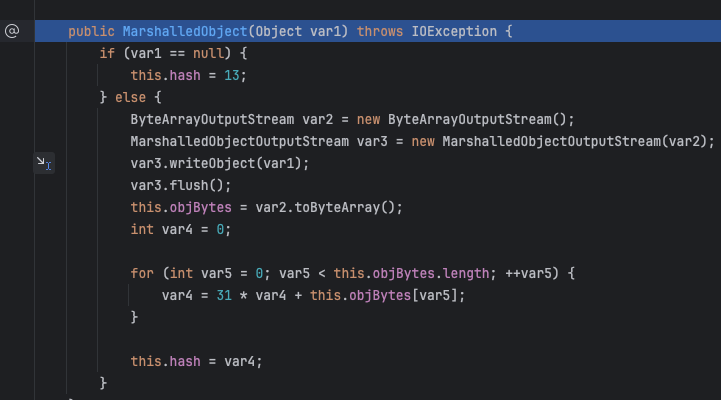 public MarshalledObject(Object var1) throws IOException {
    if (var1 == null) {
        this.hash = 13;
    } else {
        ByteArrayOutputStream var2 = new ByteArrayOutputStream();
        MarshalledObjectOutputStream var3 = new MarshalledObjectOutputStream(var2);
        var3.writeObject(var1);
        var3.flush();
        this.objBytes = var2.toByteArray();
        int var4 = 0;

        for (int var5 = 0; var5 < this.objBytes.length; ++var5) {
            var4 = 31 * var4 + this.objBytes[var5];
        }

        this.hash = var4;
    }